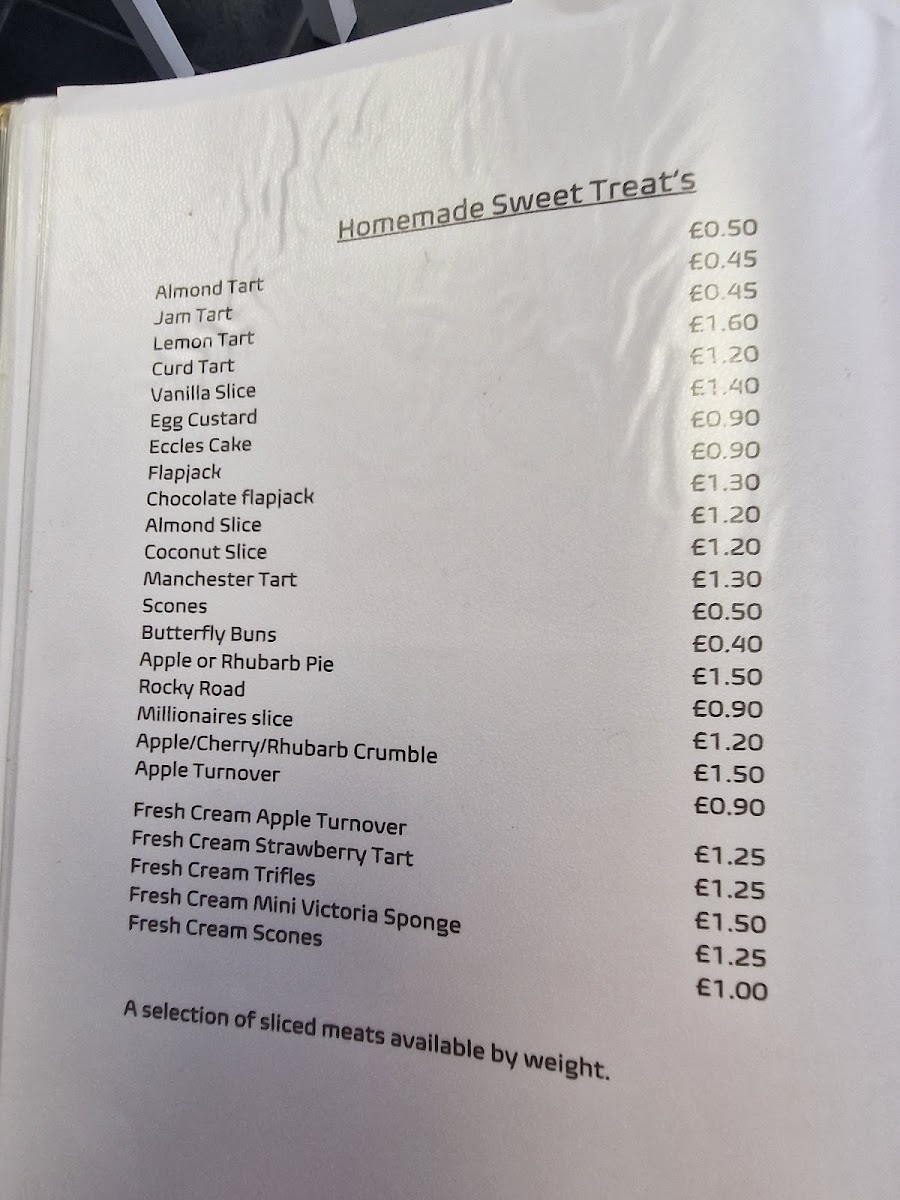 Homemade Sweet Treat's
Almond Tart £0.50
Jam Tart £0.45
Lemon Tart £0.45
Curd Tart £1.60
Vanilla Slice £1.20
Egg Custard £1.40
Eccles Cake £0.90
Flapjack £0.90
Chocolate flapjack £1.30
Almond Slice £1.20
Coconut Slice £1.20
Manchester Tart £1.30
Scones £0.50
Butterfly Buns £0.40
Apple or Rhubarb Pie £1.50
Rocky Road £0.90
Millionaires slice £1.20
Apple/Cherry/Rhubarb Crumble £1.50
Apple Turnover £0.90
Fresh Cream Apple Turnover £1.25
Fresh Cream Strawberry Tart £1.25
Fresh Cream Trifles £1.50
Fresh Cream Mini Victoria Sponge £1.25
Fresh Cream Scones £1.00
A selection of sliced meats available by weight.